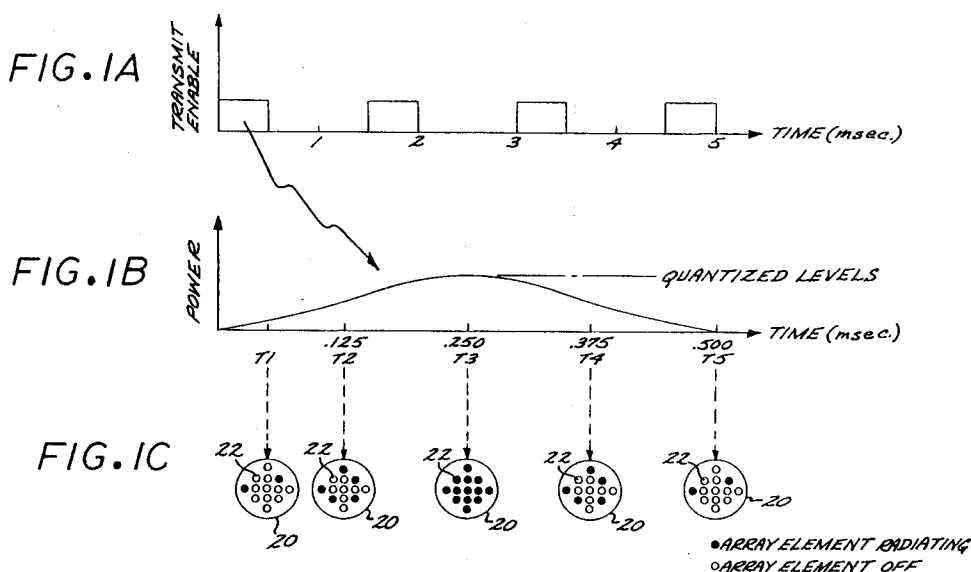 FIG. 1A
TRANSMIT
ENABLE
1 2 3 4 5
TIME (msec.)
FIG. 1B
POWER
QUANTIZED LEVELS
TIME (msec.)
.125 .250 .375 .500
T1 T2 T3 T4 T5
FIG. 1C
22 22 22 22 22
20 20 20 20 20
ARRAY ELEMENT RADIATING
ARRAY ELEMENT OFF